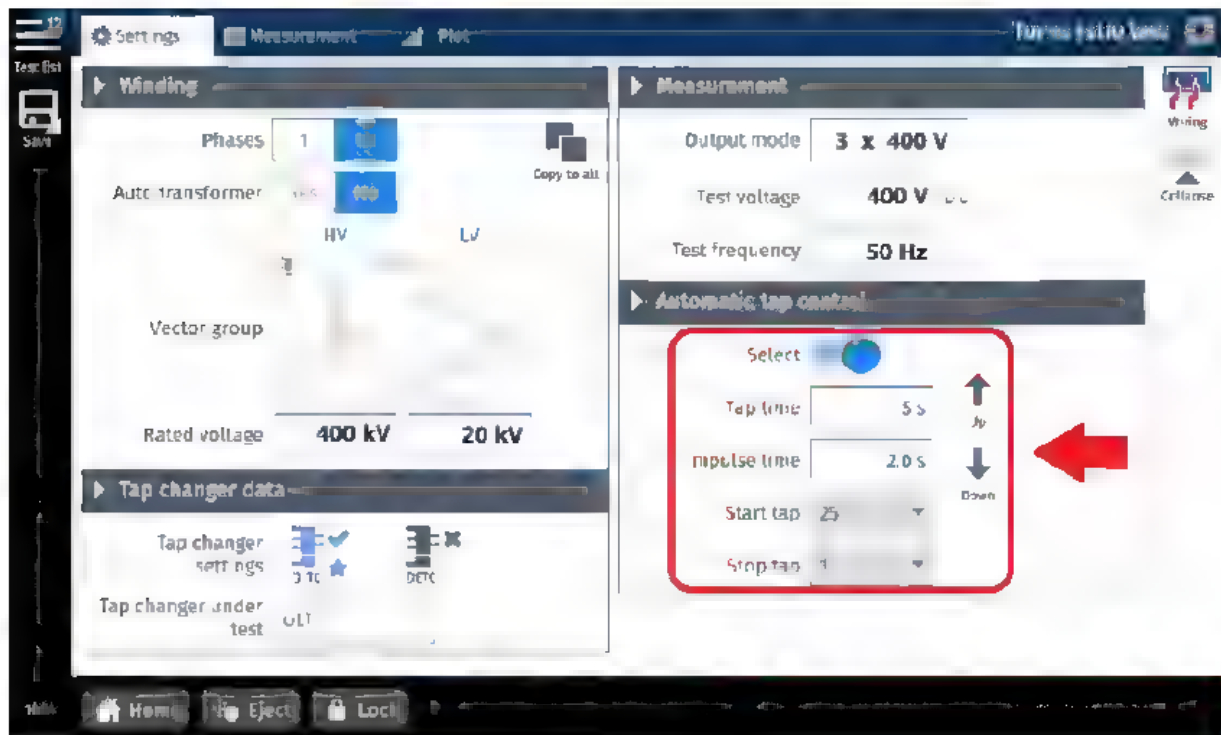 12
Settings
Measurement
Plot
Test list
Save
Winding
Phases 1
Copy to all
Auto transformer
HV LV
Vector group
Rated voltage 400 kV 20 kV
Tap changer data
Tap changer settings
DETC
Tap changer under test
Measurement
Output mode 3 x 400 V
Test voltage 400 V
Test frequency 50 Hz
Wiring
Collapse
Automatic tap control
Select
Tap time 5 s
Impulse time 2.0 s
Up
Down
Start tap 25
Stop tap 1
Home Eject Lock